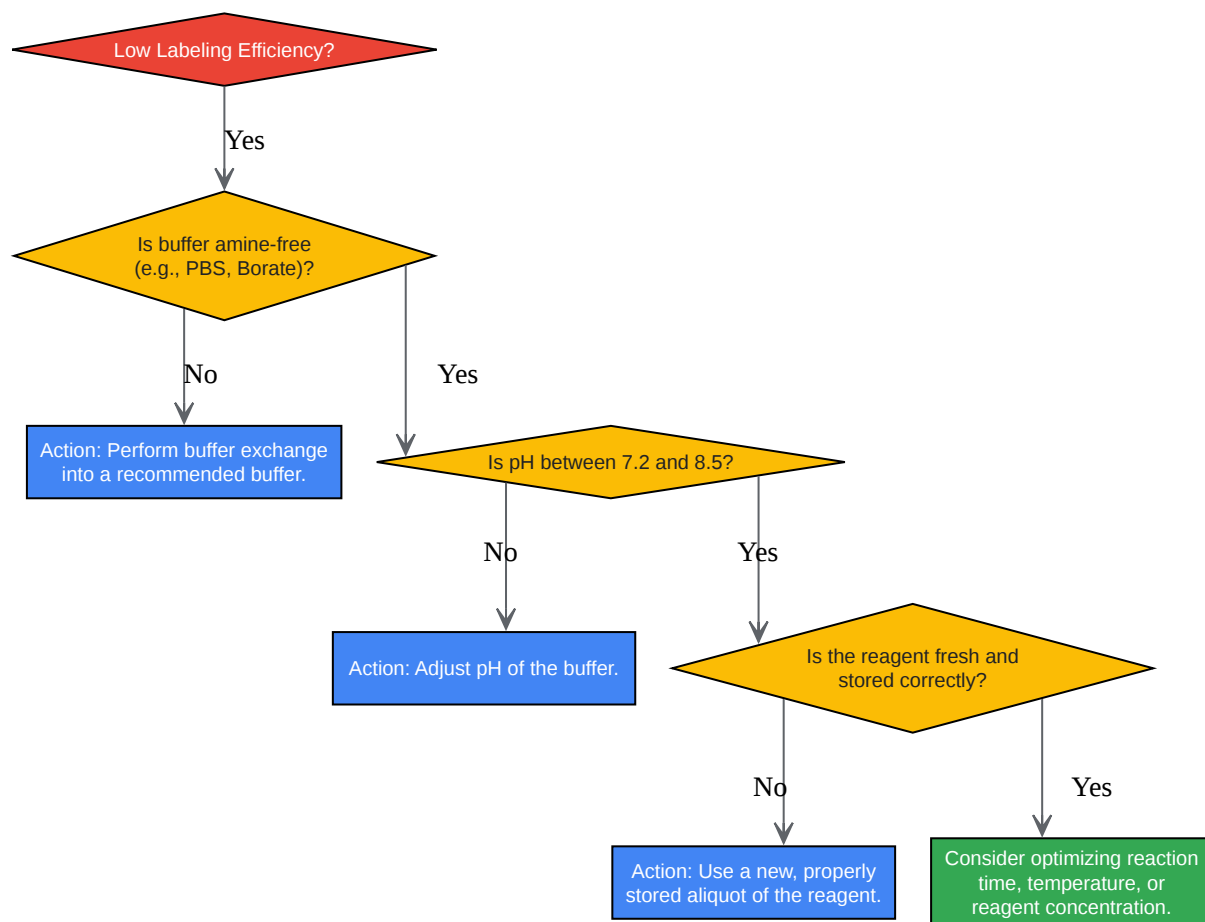 Low Labeling Efficiency?
Yes
Is buffer amine-free
(e.g., PBS, Borate)?
No
Yes
Action: Perform buffer exchange
into a recommended buffer.
Is pH between 7.2 and 8.5?
No
Yes
Action: Adjust pH of the buffer.
Is the reagent fresh and
stored correctly?
No
Yes
Action: Use a new, properly
stored aliquot of the reagent.
Consider optimizing reaction
time, temperature, or
reagent concentration.